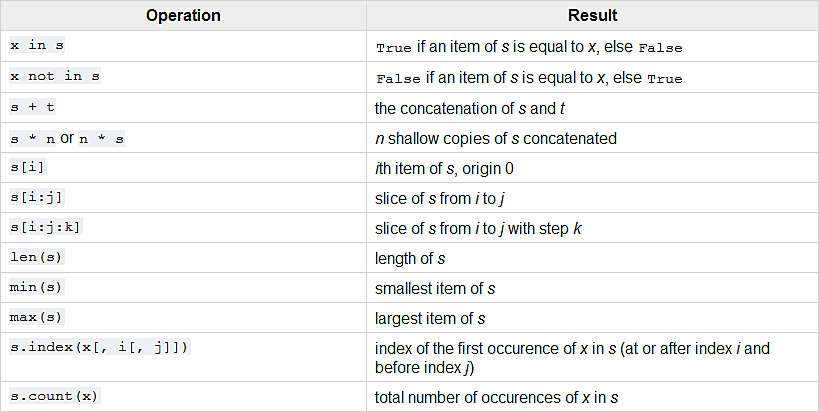 Operation Result
x in s True if an item of s is equal to x, else False
x not in s False if an item of s is equal to x, else True
s + t the concatenation of s and t
s * n or n * s n shallow copies of s concatenated
s[i] ith item of s, origin 0
s[i:j] slice of s from i to j
s[i:j:k] slice of s from i to j with step k
len(s) length of s
min(s) smallest item of s
max(s) largest item of s
s.index(x[, i[, j]]) index of the first occurence of x in s (at or after index i and
before index j)
s.count(x) total number of occurences of x in s